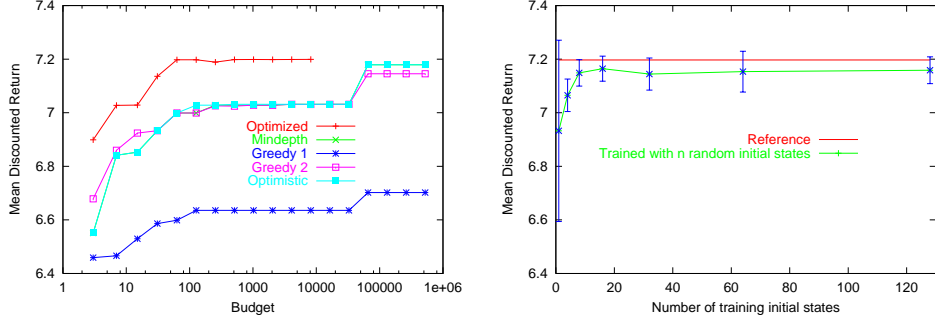 7.4
7.2
7
6.8
6.6
6.4
Mean Discounted Return
1
10
100
1000
10000
100000
1e+06
Budget
Optimized
Mindepth
Greedy 1
Greedy 2
Optimistic
7.4
7.2
7
6.8
6.6
6.4
Mean Discounted Return
0
20
40
60
80
100
120
Number of training initial states
Reference
Trained with n random initial states